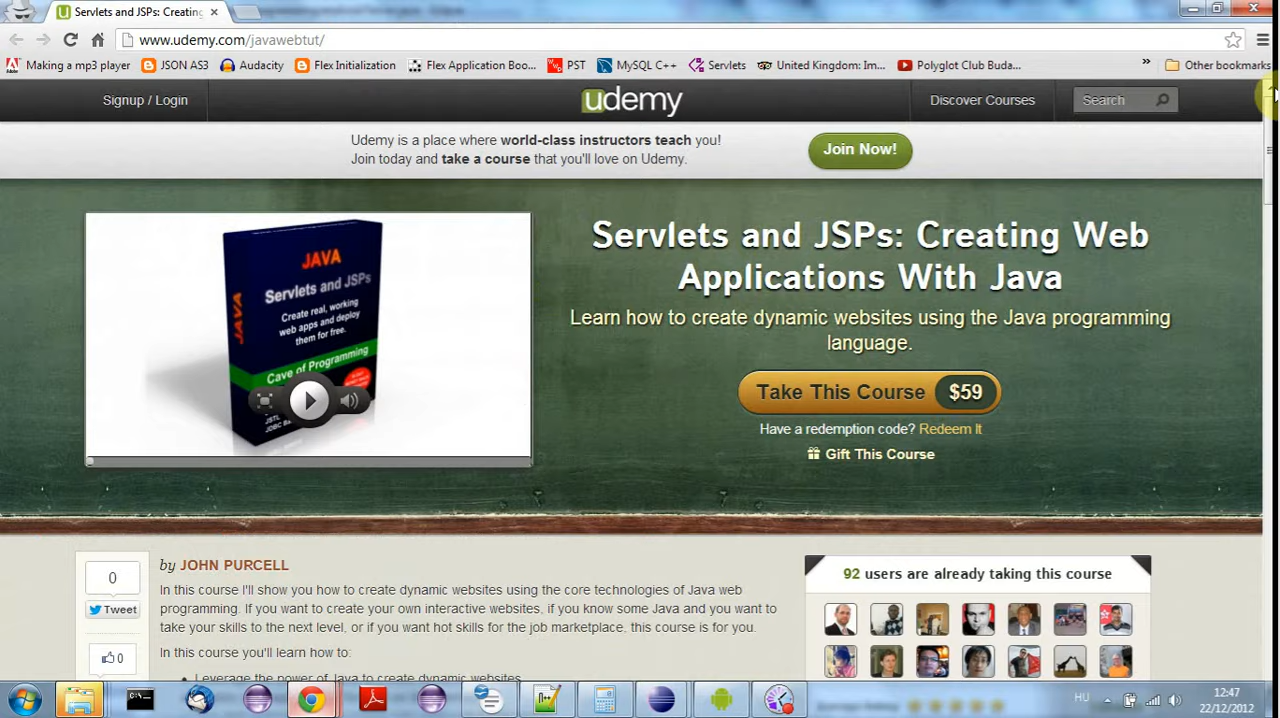 Servlets and JSPs: Creating
www.udemy.com/javawebtut/
Making a mp3 player
JSON AS3
Audacity
Flex Initialization
Flex Application Boo...
PST
MySQL C++
Servlets
United Kingdom: Im...
Polyglot Club Buda...
»
Other bookmarks
Signup / Login
udemy
Discover Courses
Search
Udemy is a place where world-class instructors teach you!
Join today and take a course that you'll love on Udemy.
Join Now!
JAVA
Servlets and JSPs
Create real, working
web apps and deploy
them for free.
Cave of Programming
JAVA
Servlets and JSPs: Creating Web
Applications With Java
Learn how to create dynamic websites using the Java programming
language.
Take This Course $59
Have a redemption code? Redeem It
Gift This Course
0
Tweet
0
by JOHN PURCELL
In this course I'll show you how to create dynamic websites using the core technologies of Java web
programming. If you want to create your own interactive websites, if you know some Java and you want to
take your skills to the next level, or if you want hot skills for the job marketplace, this course is for you.
In this course you'll learn how to:
Leverage the power of Java to create dynamic websites
92 users are already taking this course
HU
12:47
22/12/2012